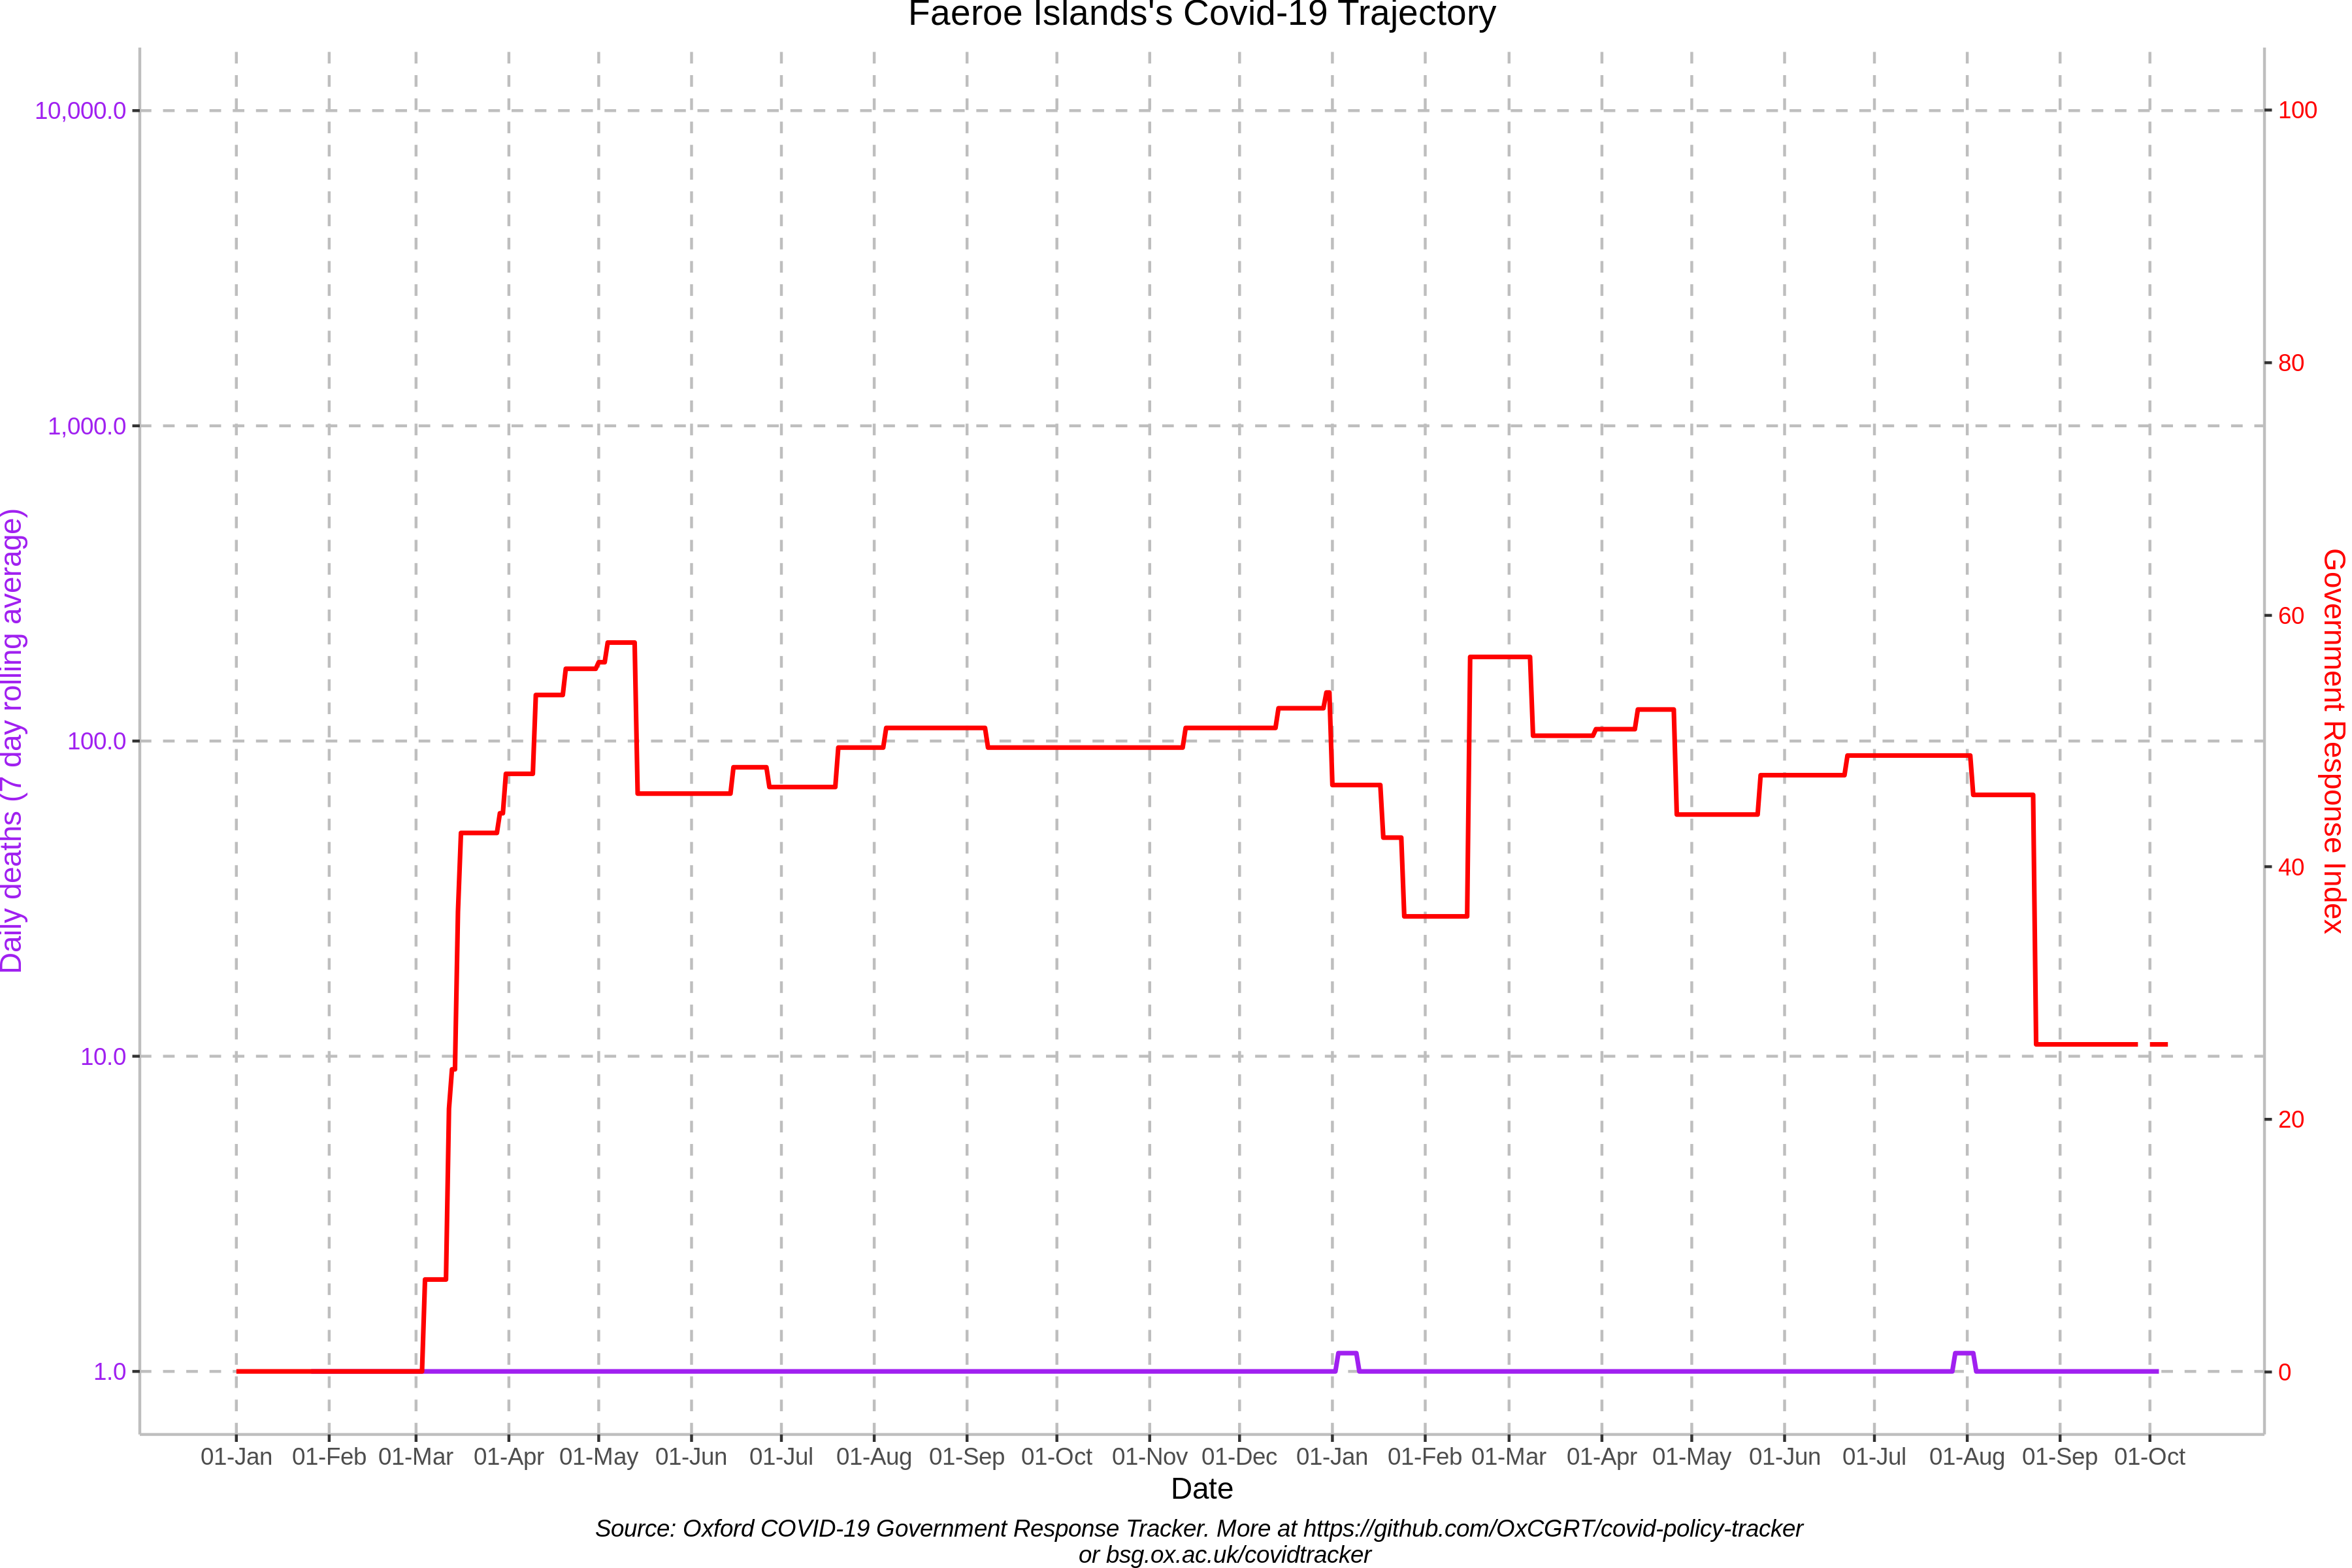 Faeroe Islands's Covid-19 Trajectory
10,000.0
1,000.0
100.0
10.0
1.0
Daily deaths (7 day rolling average)
100
80
60
40
20
0
Government Response Index
01-Jan 01-Feb 01-Mar 01-Apr 01-May 01-Jun 01-Jul 01-Aug 01-Sep 01-Oct 01-Nov 01-Dec 01-Jan 01-Feb 01-Mar 01-Apr 01-May 01-Jun 01-Jul 01-Aug 01-Sep 01-Oct
Date
Source: Oxford COVID-19 Government Response Tracker. More at https://github.com/OxCGRT/covid-policy-tracker
or bsg.ox.ac.uk/covidtracker